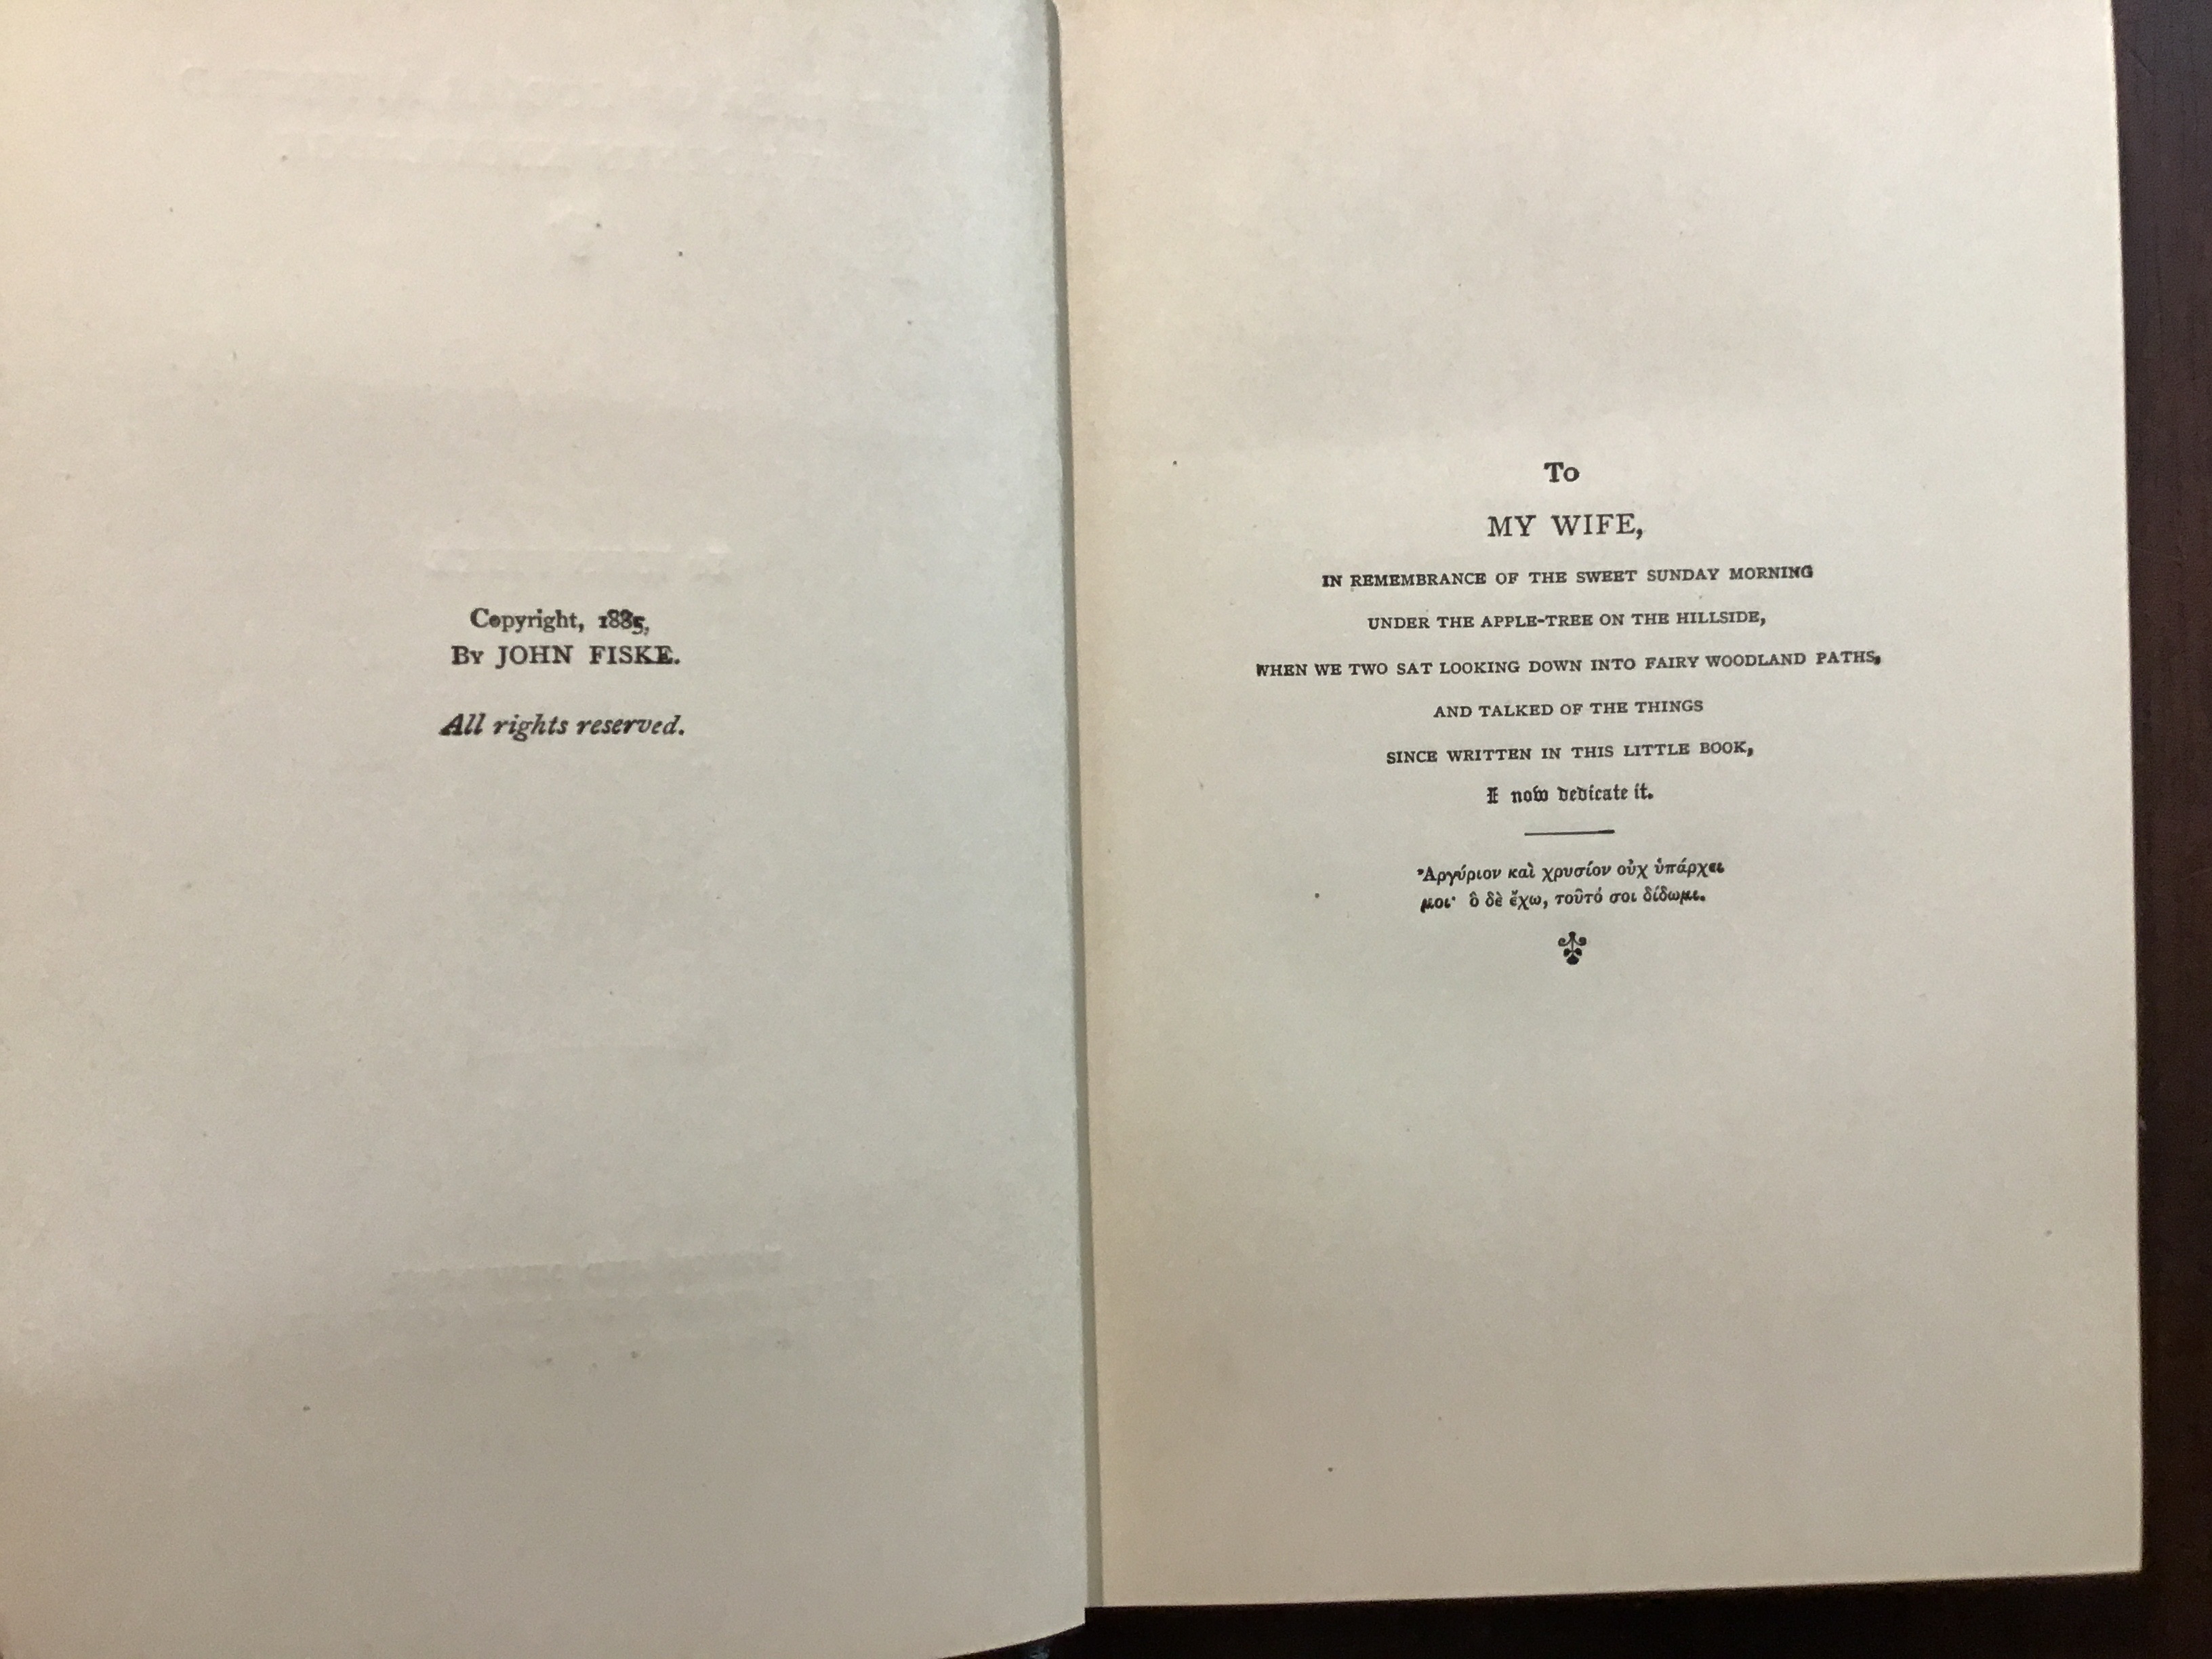 Copyright, 1885,
By JOHN FISKE.
All rights reserved.
To
MY WIFE,
IN REMEMBRANCE OF THE SWEET SUNDAY MORNING
UNDER THE APPLE-TREE ON THE HILLSIDE,
WHEN WE TWO SAT LOOKING DOWN INTO FAIRY WOODLAND PATHS,
AND TALKED OF THE THINGS
SINCE WRITTEN IN THIS LITTLE BOOK,
I now dedicate it.
Ἀργύριον καὶ χρυσίον οὐχ ὑπάρχει
μοι· ὃ δὲ ἔχω, τοῦτό σοι δίδωμι.